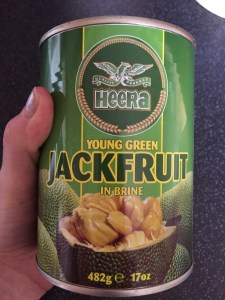 HEERA
YOUNG GREEN
JACKFRUIT
IN BRINE
482g e 17oz